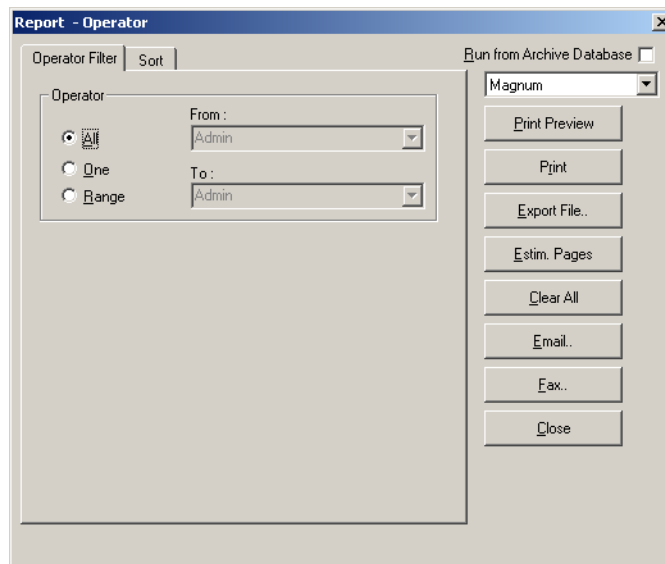 Report - Operator
Operator Filter
Sort
Run from Archive Database
Magnum
Operator
From :
All
Admin
One
To :
Range
Admin
Print Preview
Print
Export File..
Estim. Pages
Clear All
Email..
Fax..
Close